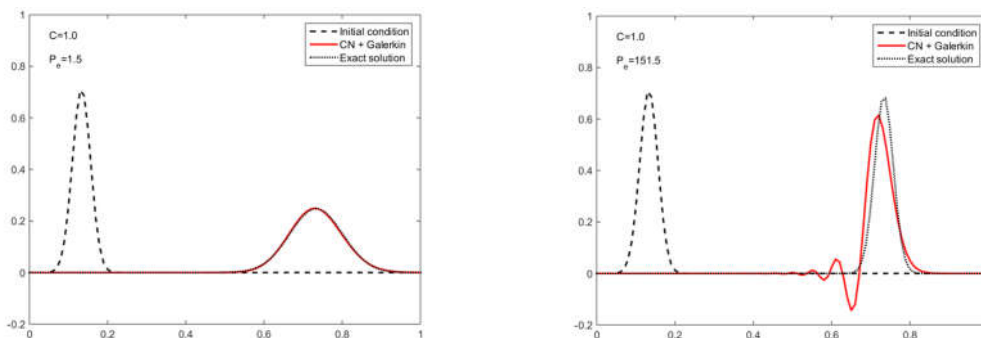 1
C=1.0
P_e=1.5
Initial condition
CN + Galerkin
Exact solution
0.8
0.6
0.4
0.2
0
-0.2
0 0.2 0.4 0.6 0.8 1
1
C=1.0
P_e=151.5
Initial condition
CN + Galerkin
Exact solution
0.8
0.6
0.4
0.2
0
-0.2
0 0.2 0.4 0.6 0.8